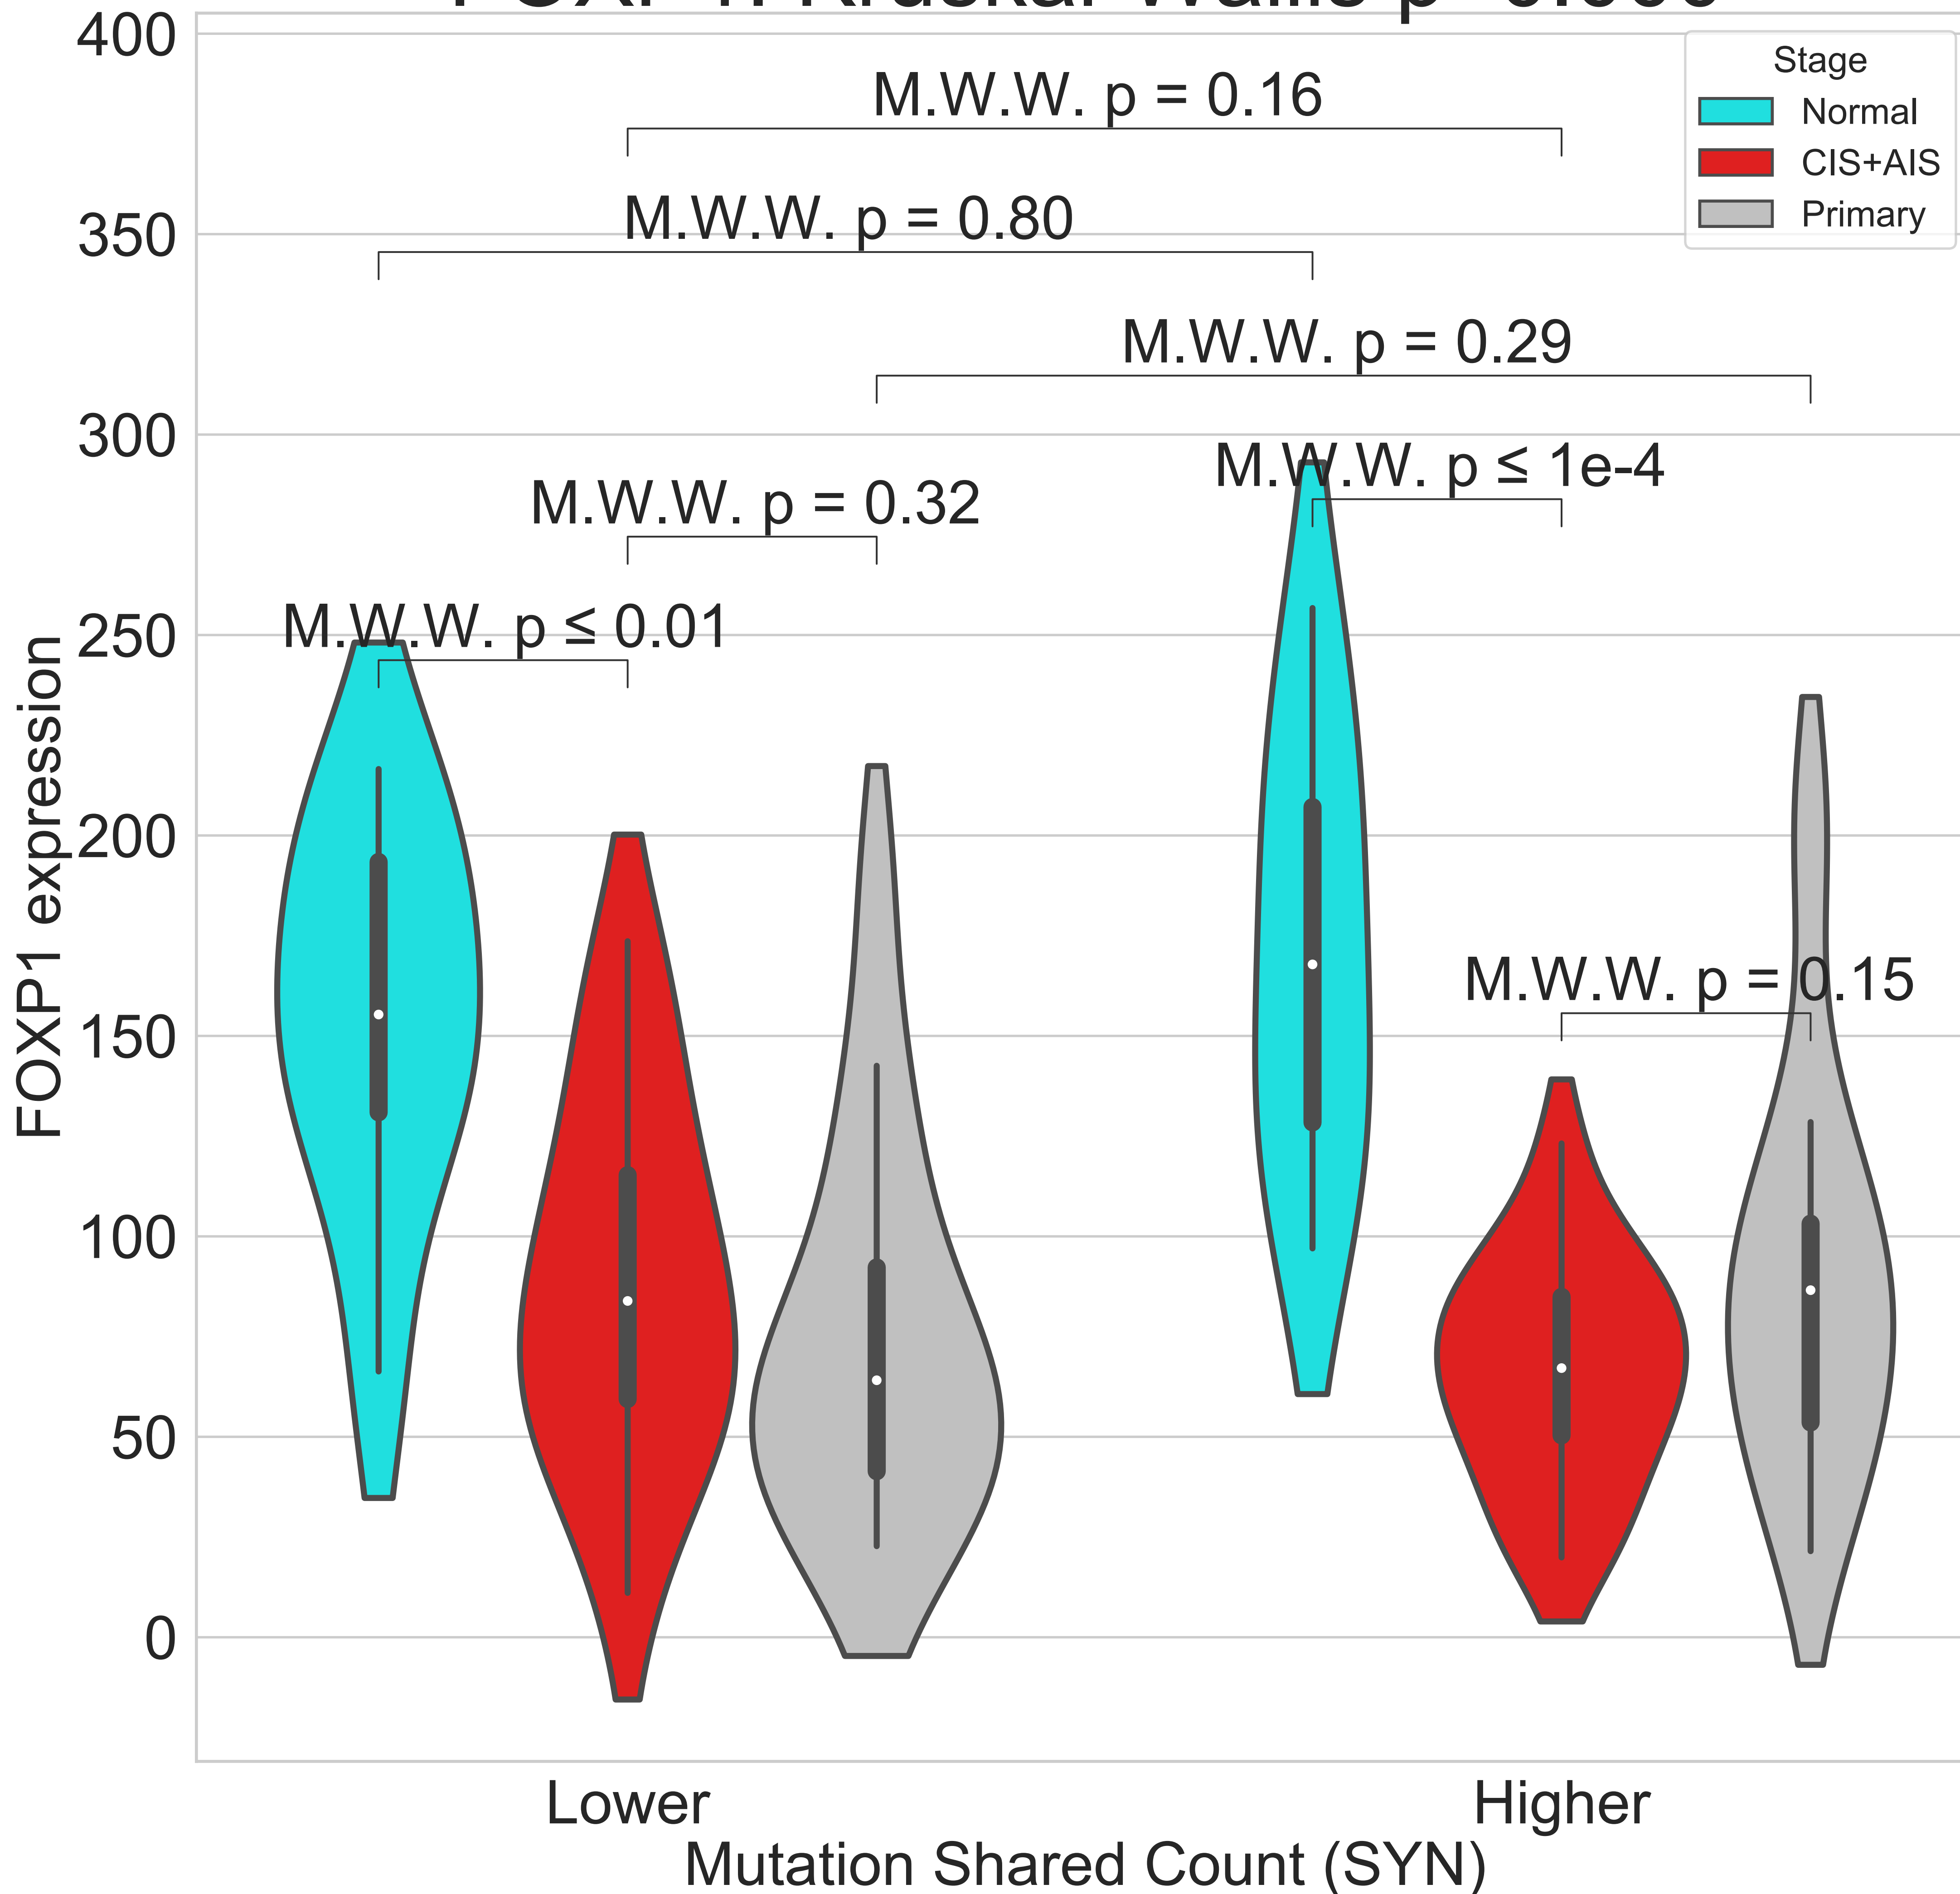 400
350
300
250
200
150
100
50
0
FOXP1 expression
M.W.W. p = 0.16
M.W.W. p = 0.80
M.W.W. p = 0.29
M.W.W. p ≤ 1e-4
M.W.W. p = 0.32
M.W.W. p ≤ 0.01
M.W.W. p = 0.15
Stage
Normal
CIS+AIS
Primary
Lower
Higher
Mutation Shared Count (SYN)